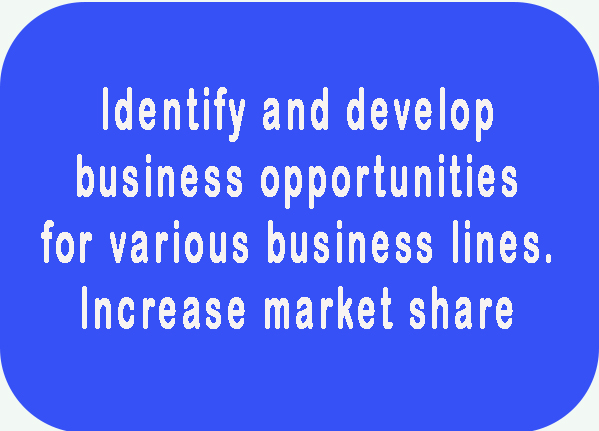 Identify and develop
business opportunities
for various business lines.
Increase market share